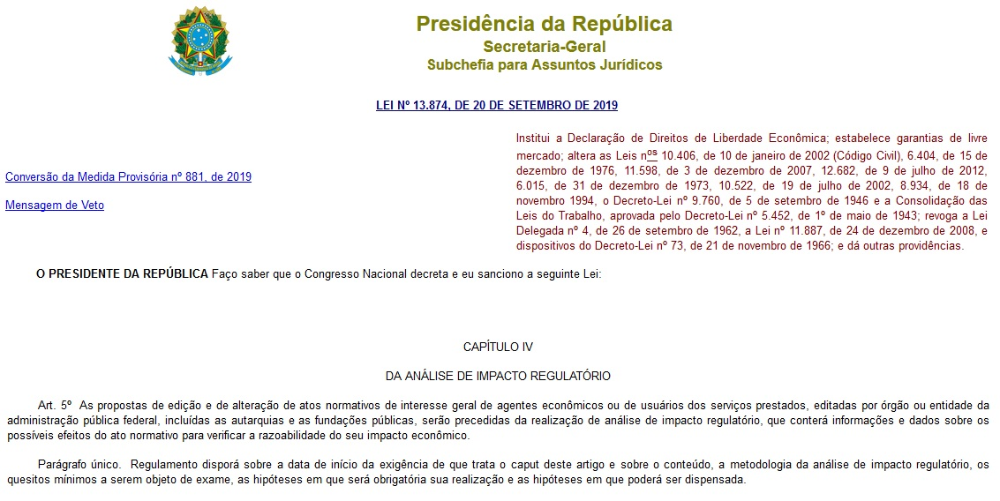 Presidência da República
Secretaria-Geral
Subchefia para Assuntos Jurídicos
LEI Nº 13.874, DE 20 DE SETEMBRO DE 2019
Conversão da Medida Provisória nº 881, de 2019
Mensagem de Veto
Institui a Declaração de Direitos de Liberdade Econômica; estabelece garantias de livre
mercado; altera as Leis nos 10.406, de 10 de janeiro de 2002 (Código Civil), 6.404, de 15 de
dezembro de 1976, 11.598, de 3 de dezembro de 2007, 12.682, de 9 de julho de 2012,
6.015, de 31 de dezembro de 1973, 10.522, de 19 de julho de 2002, 8.934, de 18 de
novembro 1994, o Decreto-Lei nº 9.760, de 5 de setembro de 1946 e a Consolidação das
Leis do Trabalho, aprovada pelo Decreto-Lei nº 5.452, de 1º de maio de 1943; revoga a Lei
Delegada nº 4, de 26 de setembro de 1962, a Lei nº 11.887, de 24 de dezembro de 2008, e
dispositivos do Decreto-Lei nº 73, de 21 de novembro de 1966; e dá outras providências.
O PRESIDENTE DA REPÚBLICA Faço saber que o Congresso Nacional decreta e eu sanciono a seguinte Lei:
CAPÍTULO IV
DA ANÁLISE DE IMPACTO REGULATÓRIO
Art. 5º As propostas de edição e de alteração de atos normativos de interesse geral de agentes econômicos ou de usuários dos serviços prestados, editadas por órgão ou entidade da
administração pública federal, incluídas as autarquias e as fundações públicas, serão precedidas da realização de análise de impacto regulatório, que conterá informações e dados sobre os
possíveis efeitos do ato normativo para verificar a razoabilidade do seu impacto econômico.
Parágrafo único. Regulamento disporá sobre a data de início da exigência de que trata o caput deste artigo e sobre o conteúdo, a metodologia da análise de impacto regulatório, os
quesitos mínimos a serem objeto de exame, as hipóteses em que será obrigatória sua realização e as hipóteses em que poderá ser dispensada.